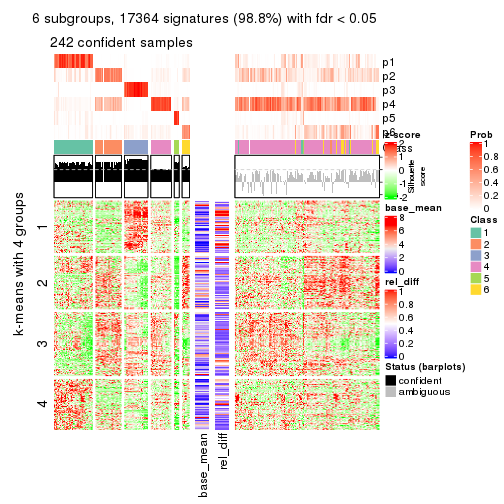 6 subgroups, 17364 signatures (98.8%) with fdr < 0.05
242 confident samples
p1
p2
p3
p4
p5
p6
z_score
2
1
0
-1
-2
Class
Silhouette
score
base_mean
8
6
4
2
0
rel_diff
1
0.8
0.6
0.4
0.2
0
Status (barplots)
confident
ambiguous
Prob
1
0.8
0.6
0.4
0.2
0
Class
1
2
3
4
5
6
k-means with 4 groups
1
2
3
4
base_mean
rel_diff